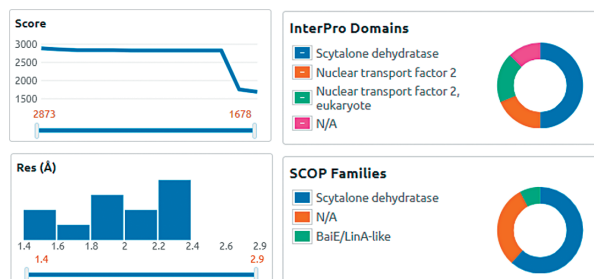 Score
3000
2500
2000
1500
2873 1678
InterPro Domains
Scytalone dehydratase
Nuclear transport factor 2
Nuclear transport factor 2,
eukaryote
N/A
Res (Å)
1.4 1.6 1.8 2 2.2 2.4 2.6 2.9
1.4 2.9
SCOP Families
Scytalone dehydratase
N/A
BaiE/LinA-like